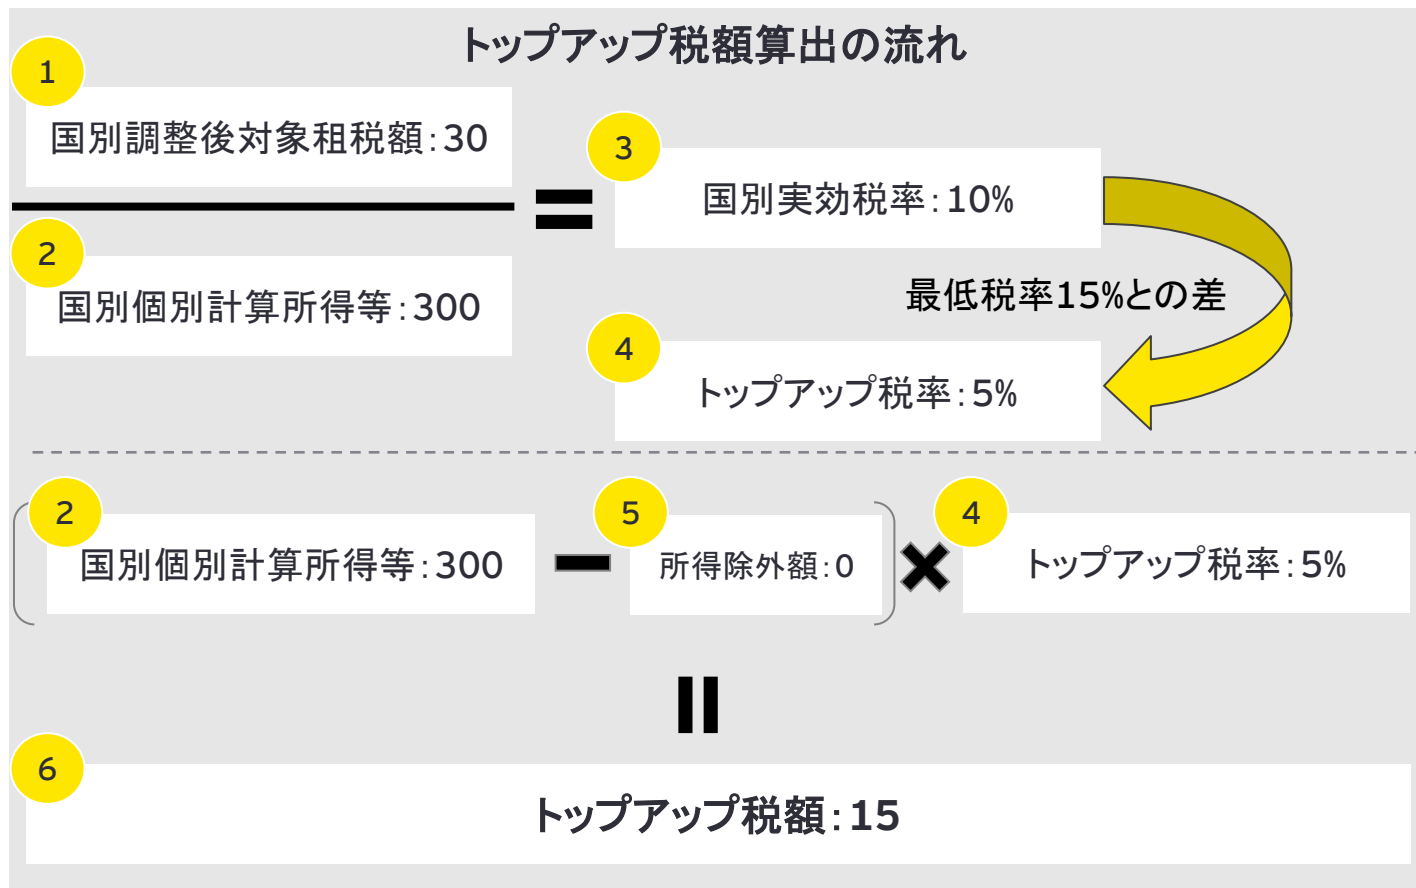 トップアップ税額算出の流れ
1
国別調整後対象租税額:30
2
国別個別計算所得等:300
3
国別実効税率:10%
最低税率15%との差
4
トップアップ税率:5%
2
国別個別計算所得等:300
5
所得除外額:0
4
トップアップ税率:5%
6
トップアップ税額:15